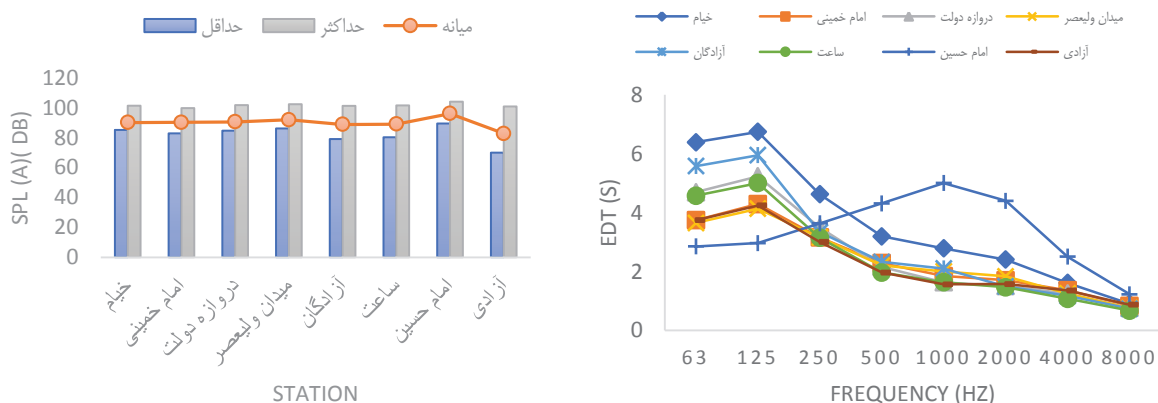 حداقل حداکثر میانه
120
100
80
60
40
20
0
SPL (A)( DB)
خیام امام خمینی دروازه دولت میدان ولیعصر آزادگان ساعت امام حسین آزادی
STATION
خیام امام خمینی دروازه دولت میدان ولیعصر
آزادگان ساعت امام حسین آزادی
8
6
4
2
0
EDT (S)
63 125 250 500 1000 2000 4000 8000
FREQUENCY (HZ)